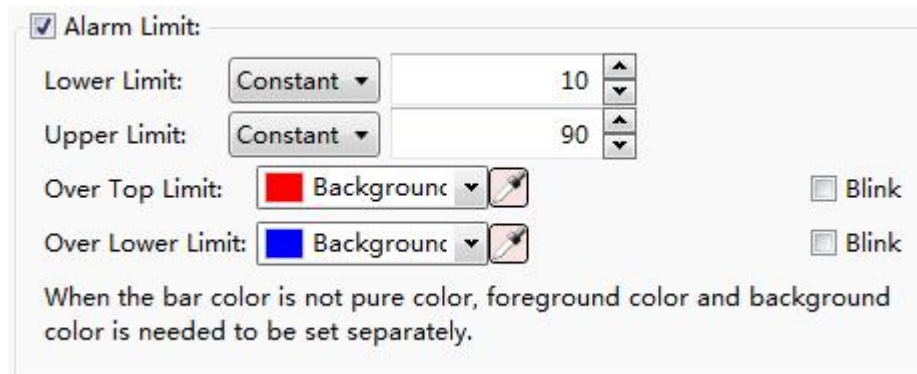 Alarm Limit:
Lower Limit: Constant 10
Upper Limit: Constant 90
Over Top Limit: Backgrounc Blink
Over Lower Limit: Backgrounc Blink
When the bar color is not pure color, foreground color and background
color is needed to be set separately.